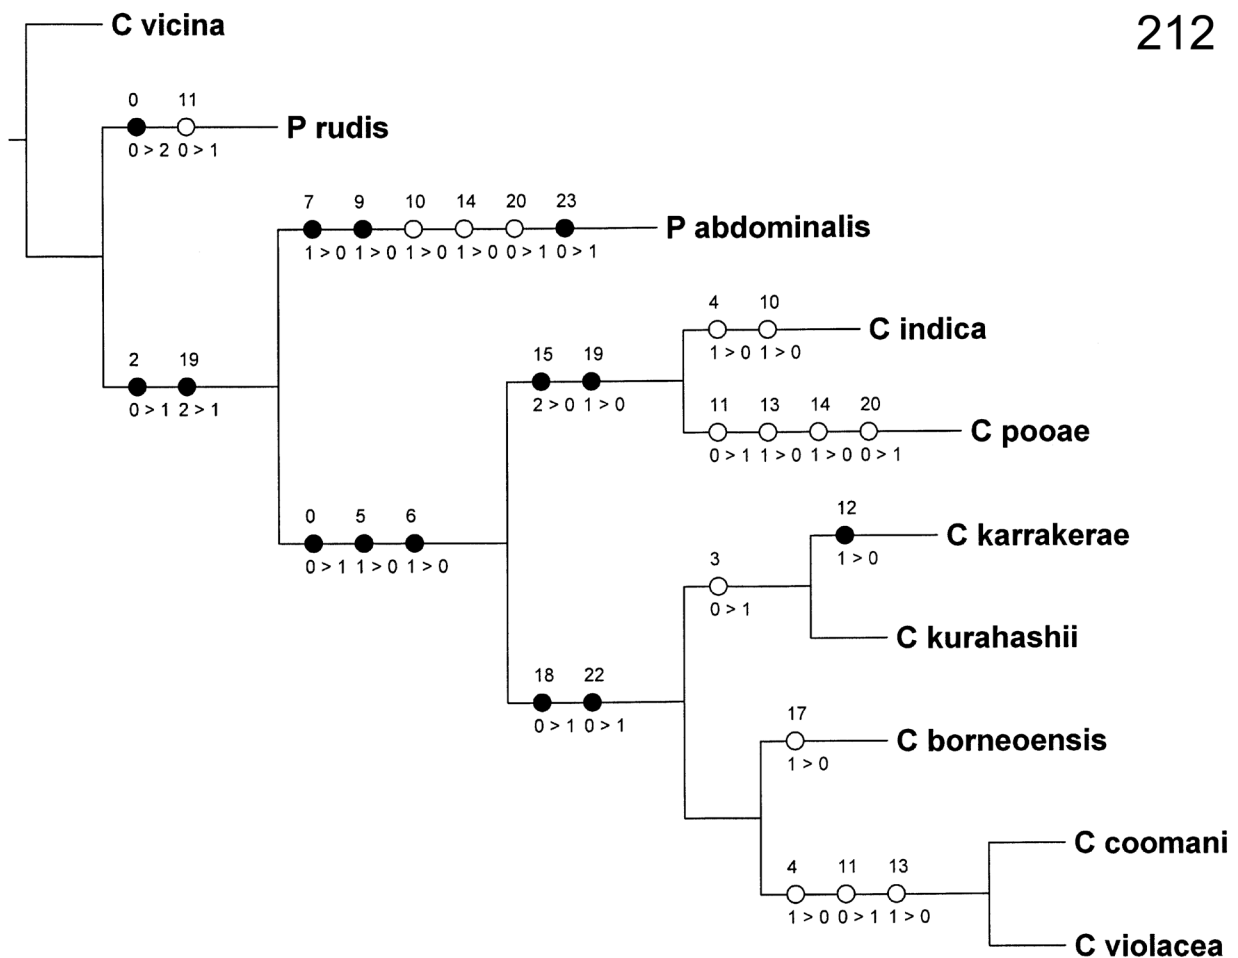 212
C vicina
0 11
P rudis
0 > 2 0 > 1
7 9 10 14 20 23
P abdominalis
1 > 0 1 > 0 1 > 0 1 > 0 0 > 1 0 > 1
4 10
C indica
1 > 0 1 > 0
2 19
15 19
0 > 1 2 > 1
2 > 0 1 > 0
11 13 14 20
C pooae
0 > 1 1 > 0 1 > 0 0 > 1
12
C karrakerae
1 > 0
0 5 6
0 > 1 1 > 0 1 > 0
3
0 > 1
C kurahashii
18 22
0 > 1 0 > 1
17
C borneoensis
1 > 0
C coomani
4 11 13
1 > 0 0 > 1 1 > 0
C violacea